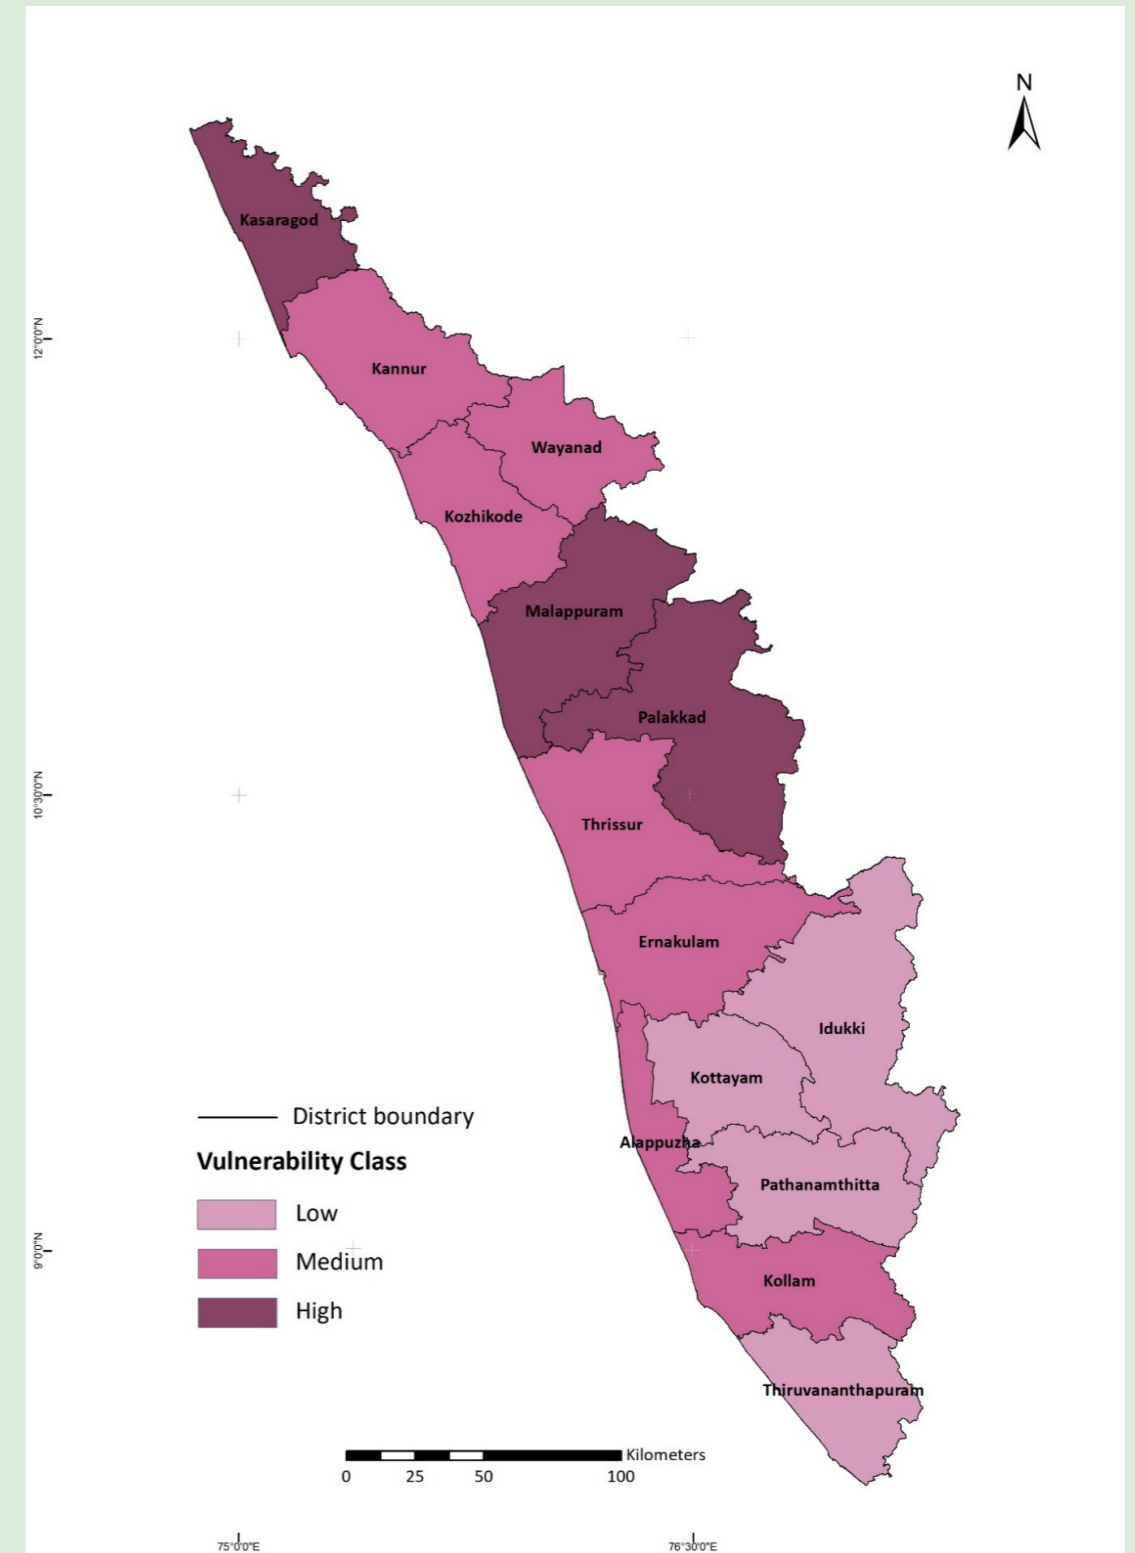 N
Kasaragod
12°0'0"N
Kannur
Wayanad
Kozhikode
Malappuram
Palakkad
10°30'0"N
Thrissur
Ernakulam
Idukki
Kottayam
District boundary
Alappuzha
Vulnerability Class
Pathanamthitta
Low
9°0'0"N
Medium
Kollam
High
Thiruvananthapuram
Kilometers
0 25 50 100
75°0'0"E 76°30'0"E